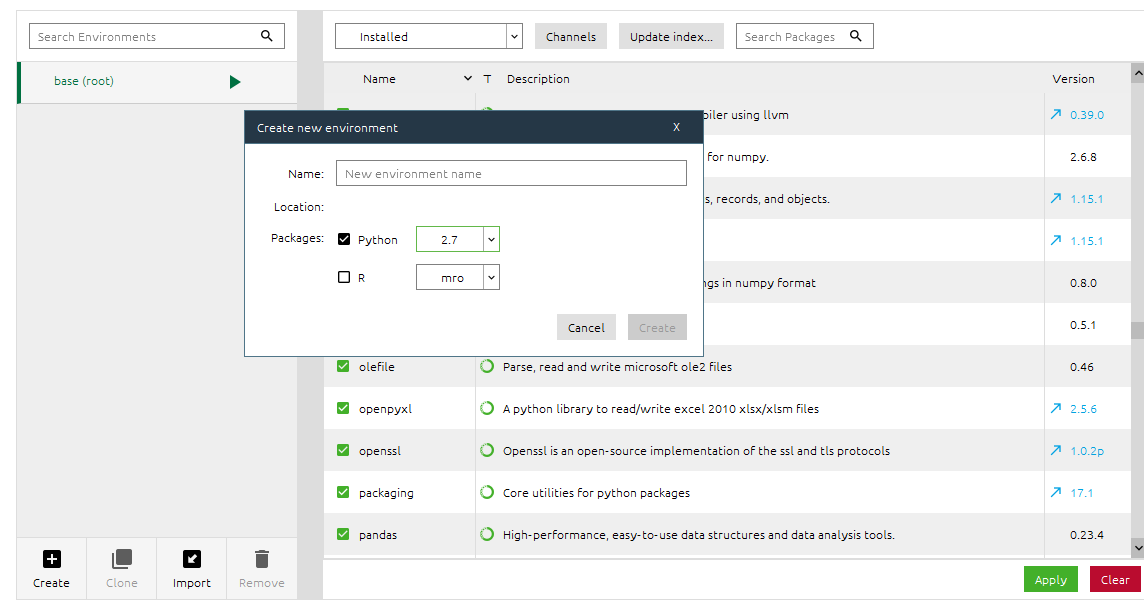 Search Environments
Installed
Channels
Update index...
Search Packages
base (root)
Name
T
Description
Version
piler using llvm
0.39.0
Create new environment
X
for numpy.
2.6.8
Name:
New environment name
s, records, and objects.
1.15.1
Location:
Packages:
Python
2.7
1.15.1
R
mro
ngs in numpy format
0.8.0
Cancel
Create
0.5.1
olefile
Parse, read and write microsoft ole2 files
0.46
openpyxl
A python library to read/write excel 2010 xlsx/xlsm files
2.5.6
openssl
Openssl is an open-source implementation of the ssl and tls protocols
1.0.2p
packaging
Core utilities for python packages
17.1
pandas
High-performance, easy-to-use data structures and data analysis tools.
0.23.4
Create
Clone
Import
Remove
Apply
Clear